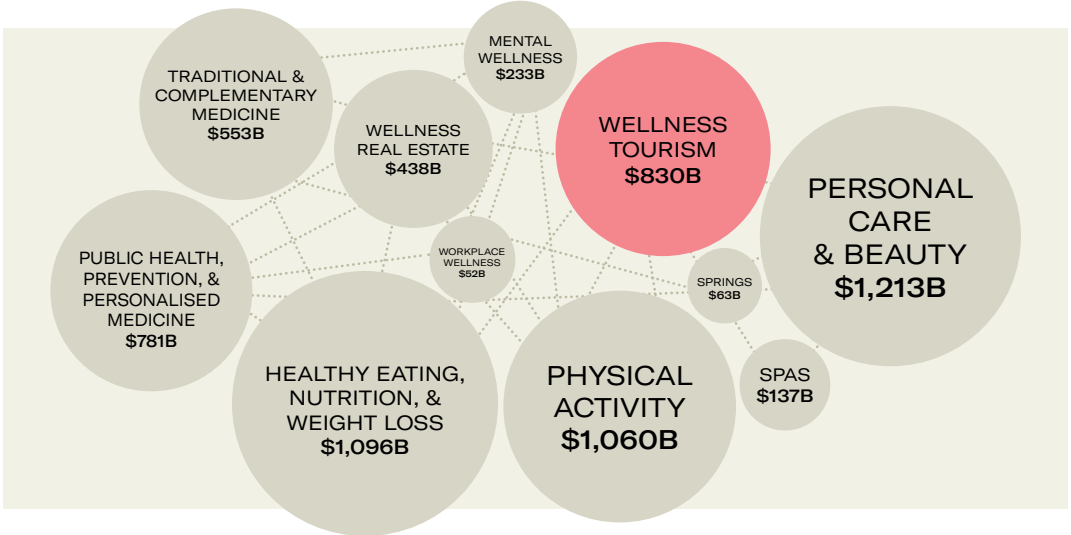 MENTAL
WELLNESS
$233B
TRADITIONAL &
COMPLEMENTARY
MEDICINE
$553B
WELLNESS
REAL ESTATE
$438B
WELLNESS
TOURISM
$830B
PERSONAL
CARE
& BEAUTY
$1,213B
PUBLIC HEALTH,
PREVENTION, &
PERSONALISED
MEDICINE
$781B
WORKPLACE
WELLNESS
$52B
SPRINGS
$63B
HEALTHY EATING,
NUTRITION, &
WEIGHT LOSS
$1,096B
PHYSICAL
ACTIVITY
$1,060B
SPAS
$137B